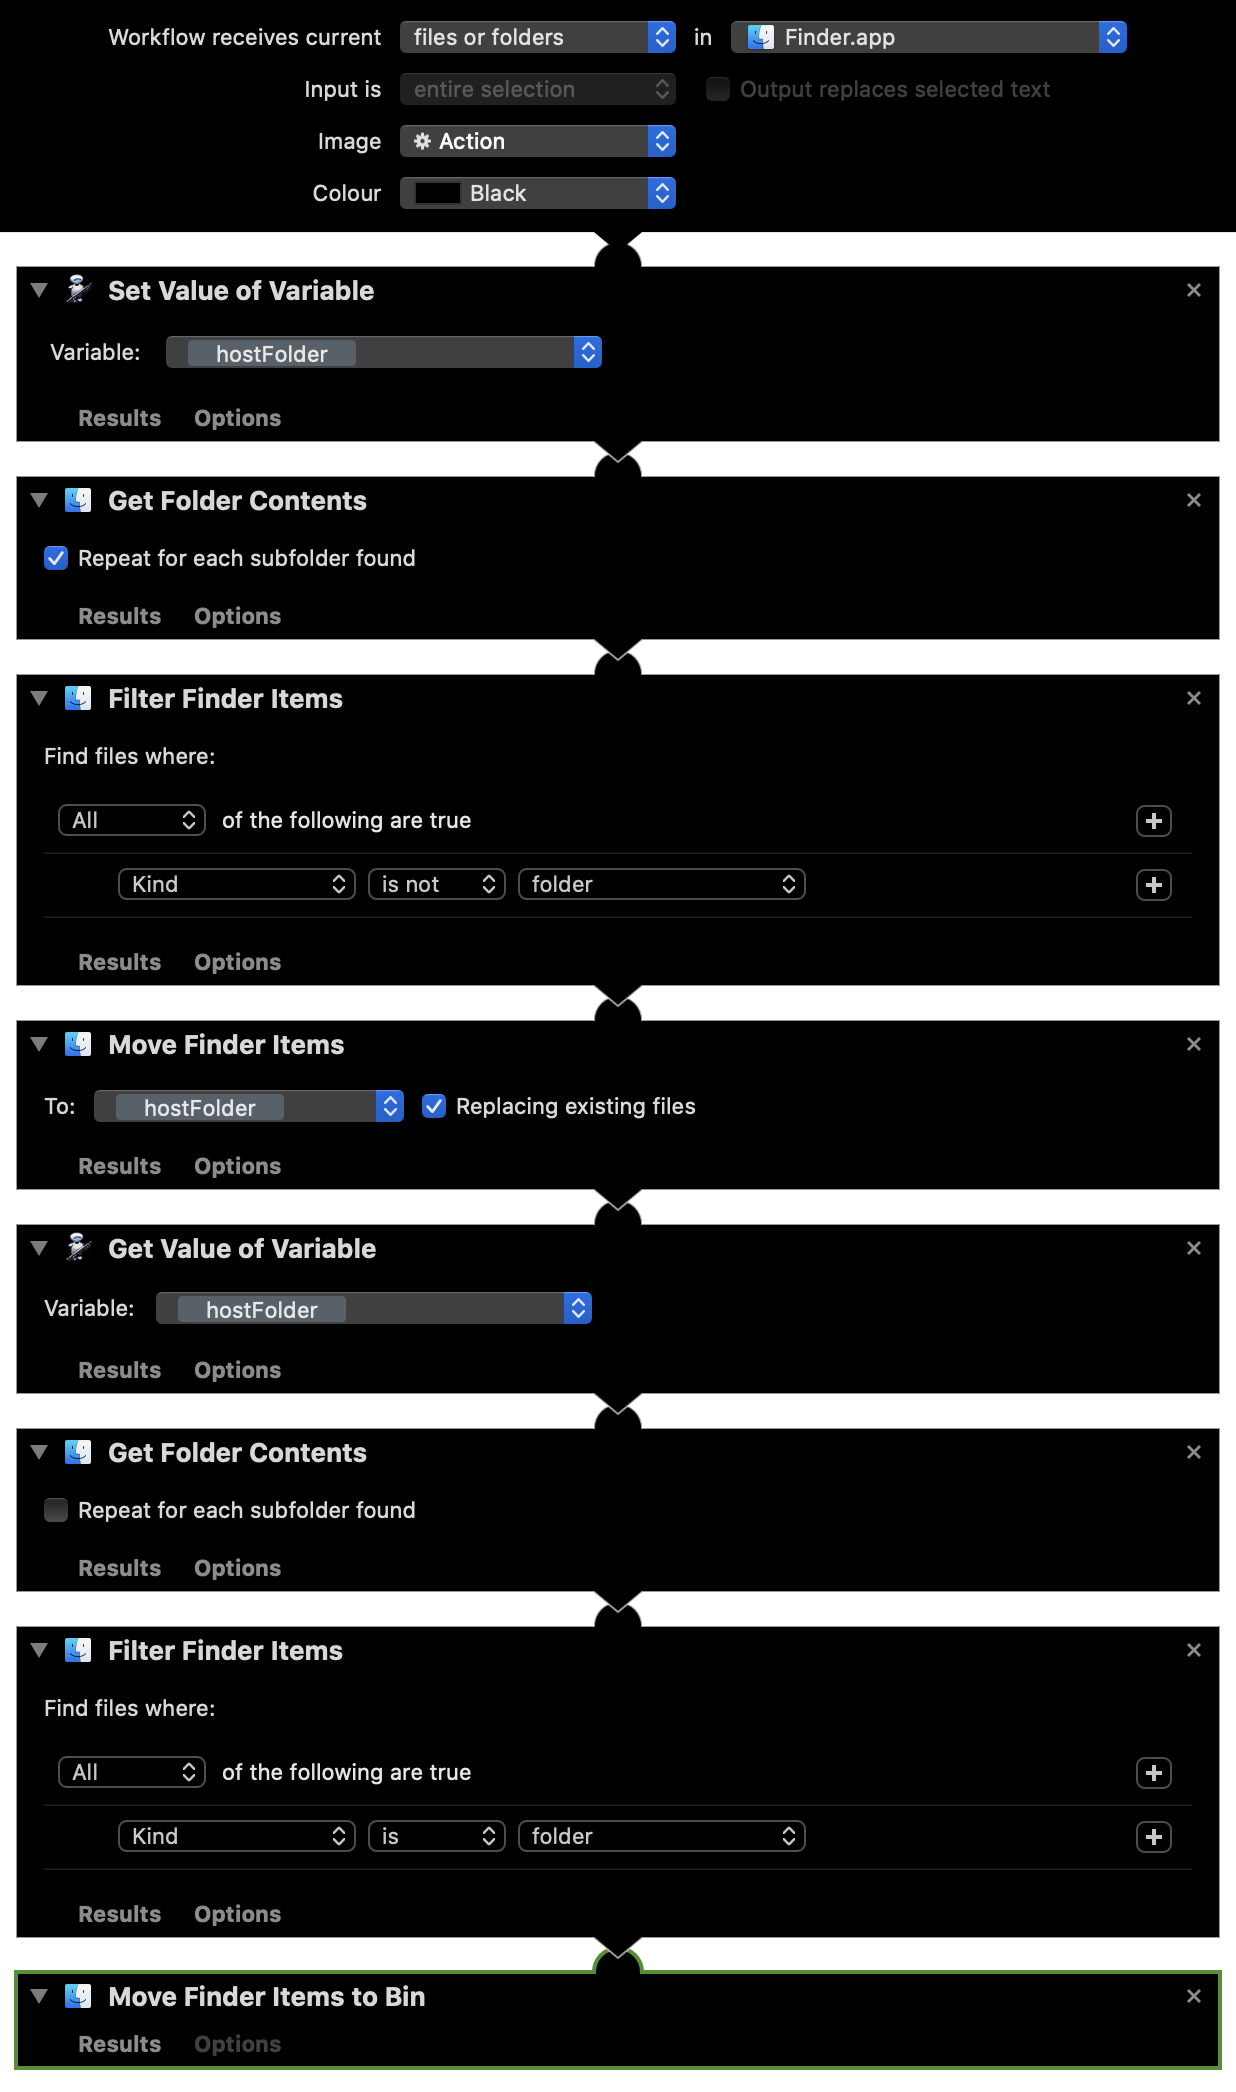 Workflow receives current files or folders in Finder.app
Input is entire selection Output replaces selected text
Image Action
Colour Black
Set Value of Variable
Variable: hostFolder
Results Options
Get Folder Contents
Repeat for each subfolder found
Results Options
Filter Finder Items
Find files where:
All of the following are true
Kind is not folder
Results Options
Move Finder Items
To: hostFolder Replacing existing files
Results Options
Get Value of Variable
Variable: hostFolder
Results Options
Get Folder Contents
Repeat for each subfolder found
Results Options
Filter Finder Items
Find files where:
All of the following are true
Kind is folder
Results Options
Move Finder Items to Bin
Results Options